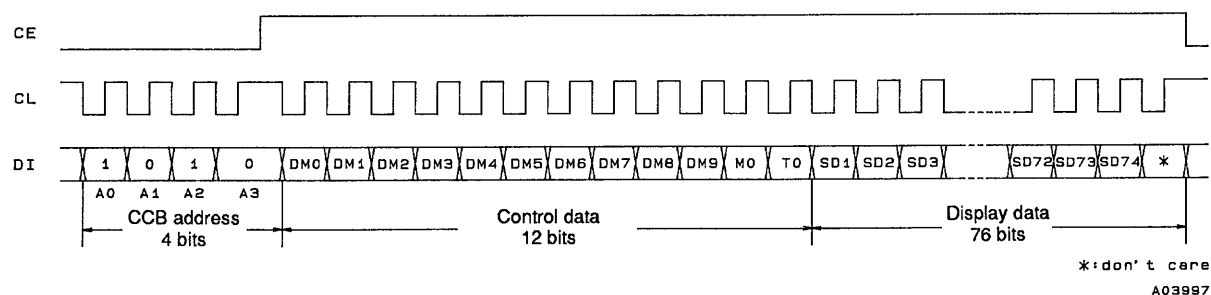 CE
CL
DI 1 0 1 0 DM0 DM1 DM2 DM3 DM4 DM5 DM6 DM7 DM8 DM9 M0 T0 SD1 SD2 SD3 SD72 SD73 SD74 *
A0 A1 A2 A3
CCB address
4 bits
Control data
12 bits
Display data
76 bits
*:don't care
A03997